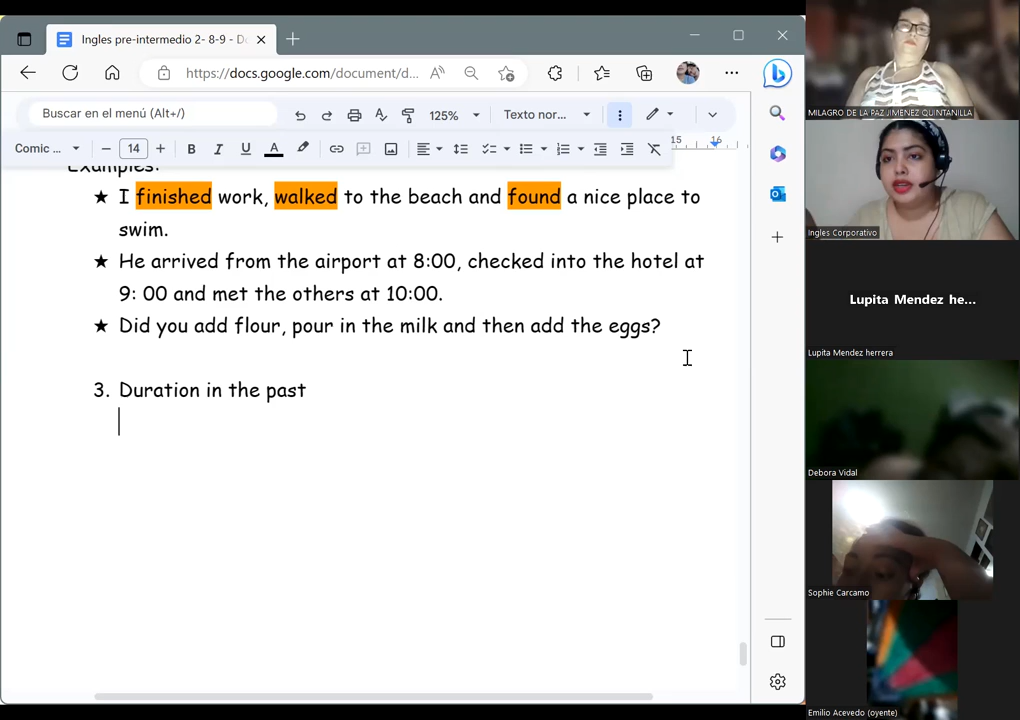 Ingles pre-intermedio 2- 8-9 - Do
https://docs.google.com/document/d...
Buscar en el menú (Alt+/)
125%
Texto nor...
Comic ...
14
B I U A
15
16
Examples:
★ I finished work, walked to the beach and found a nice place to
swim.
★ He arrived from the airport at 8:00, checked into the hotel at
9: 00 and met the others at 10:00.
★ Did you add flour, pour in the milk and then add the eggs?
3. Duration in the past
MILAGRO DE LA PAZ JIMENEZ QUINTANILLA
Ingles Corporativo
Lupita Mendez he...
Lupita Mendez herrera
Debora Vidal
Sophie Carcamo
Emilio Acevedo (oyente)